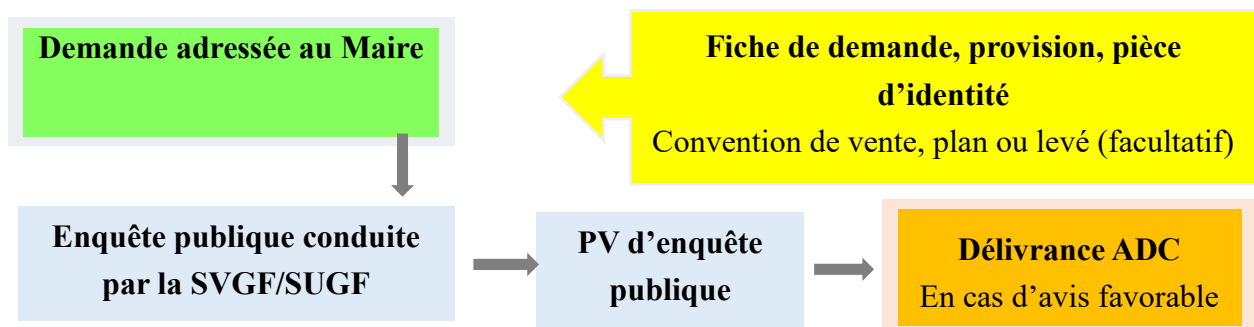 Demande adressée au Maire
Fiche de demande, provision, pièce
d’identité
Convention de vente, plan ou levé (facultatif)
Enquête publique conduite
par la SVGF/SUGF
PV d’enquête
publique
Délivrance ADC
En cas d’avis favorable